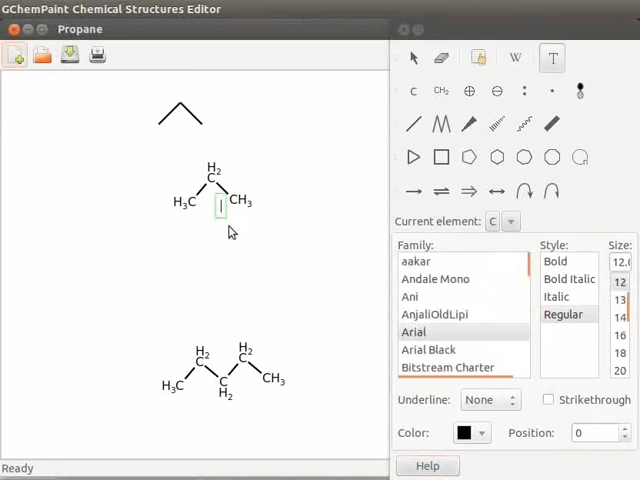 GChemPaint Chemical Structures Editor
Propane
W
T
C
CH2
Current element: C
Family:
Style:
Size:
aakar
Andale Mono
Ani
AnjaliOldLipi
Arial
Arial Black
Bitstream Charter
Bold
Bold Italic
Italic
Regular
12.0
12
13
14
16
18
20
H2
C
H3C
CH3
H2
C
H2
C
H3C
C
H2
CH3
Underline: None
Strikethrough
Color:
Position: 0
Help
Ready